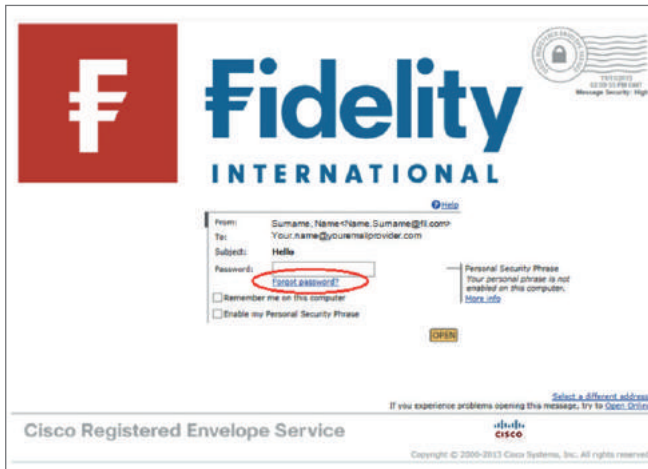 Fidelity
INTERNATIONAL
Message Security: High
Help
From: Surname, Name<Name.Surname@fil.com>
To: Your.name@youremailprovider.com
Subject: Hello
Password:
Forgot password?
Remember me on this computer
Enable my Personal Security Phrase
Personal Security Phrase
Your personal phrase is not
enabled on this computer.
More info
OPEN
Select a different address
If you experience problems opening this message, try to Open Online
Cisco Registered Envelope Service
CISCO
Copyright © 2000-2013 Cisco Systems, Inc. All rights reserved